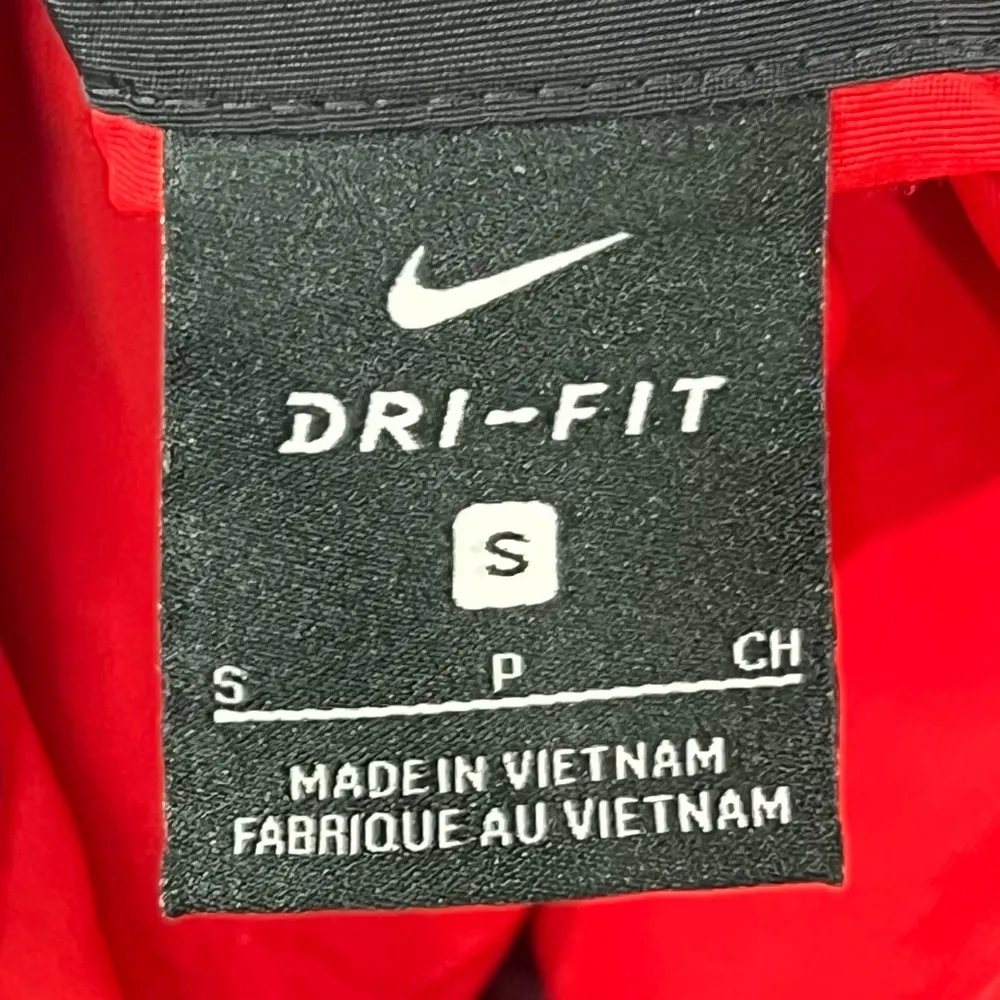 DRI-FIT
S
S P CH
MADE IN VIETNAM
FABRIQUE AU VIETNAM